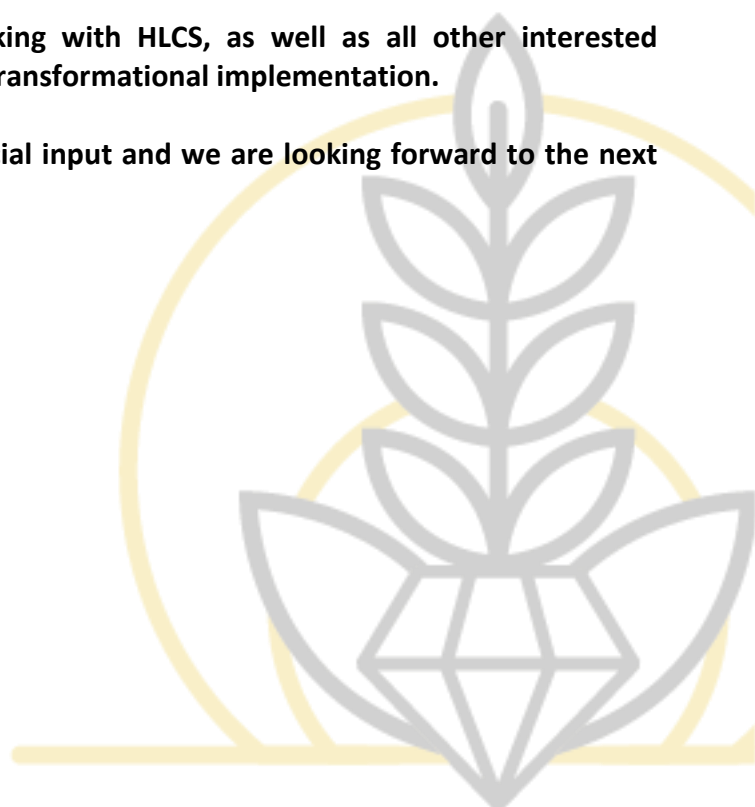 king with HLCS, as well as all other interested
ransformational implementation.
cial input and we are looking forward to the next